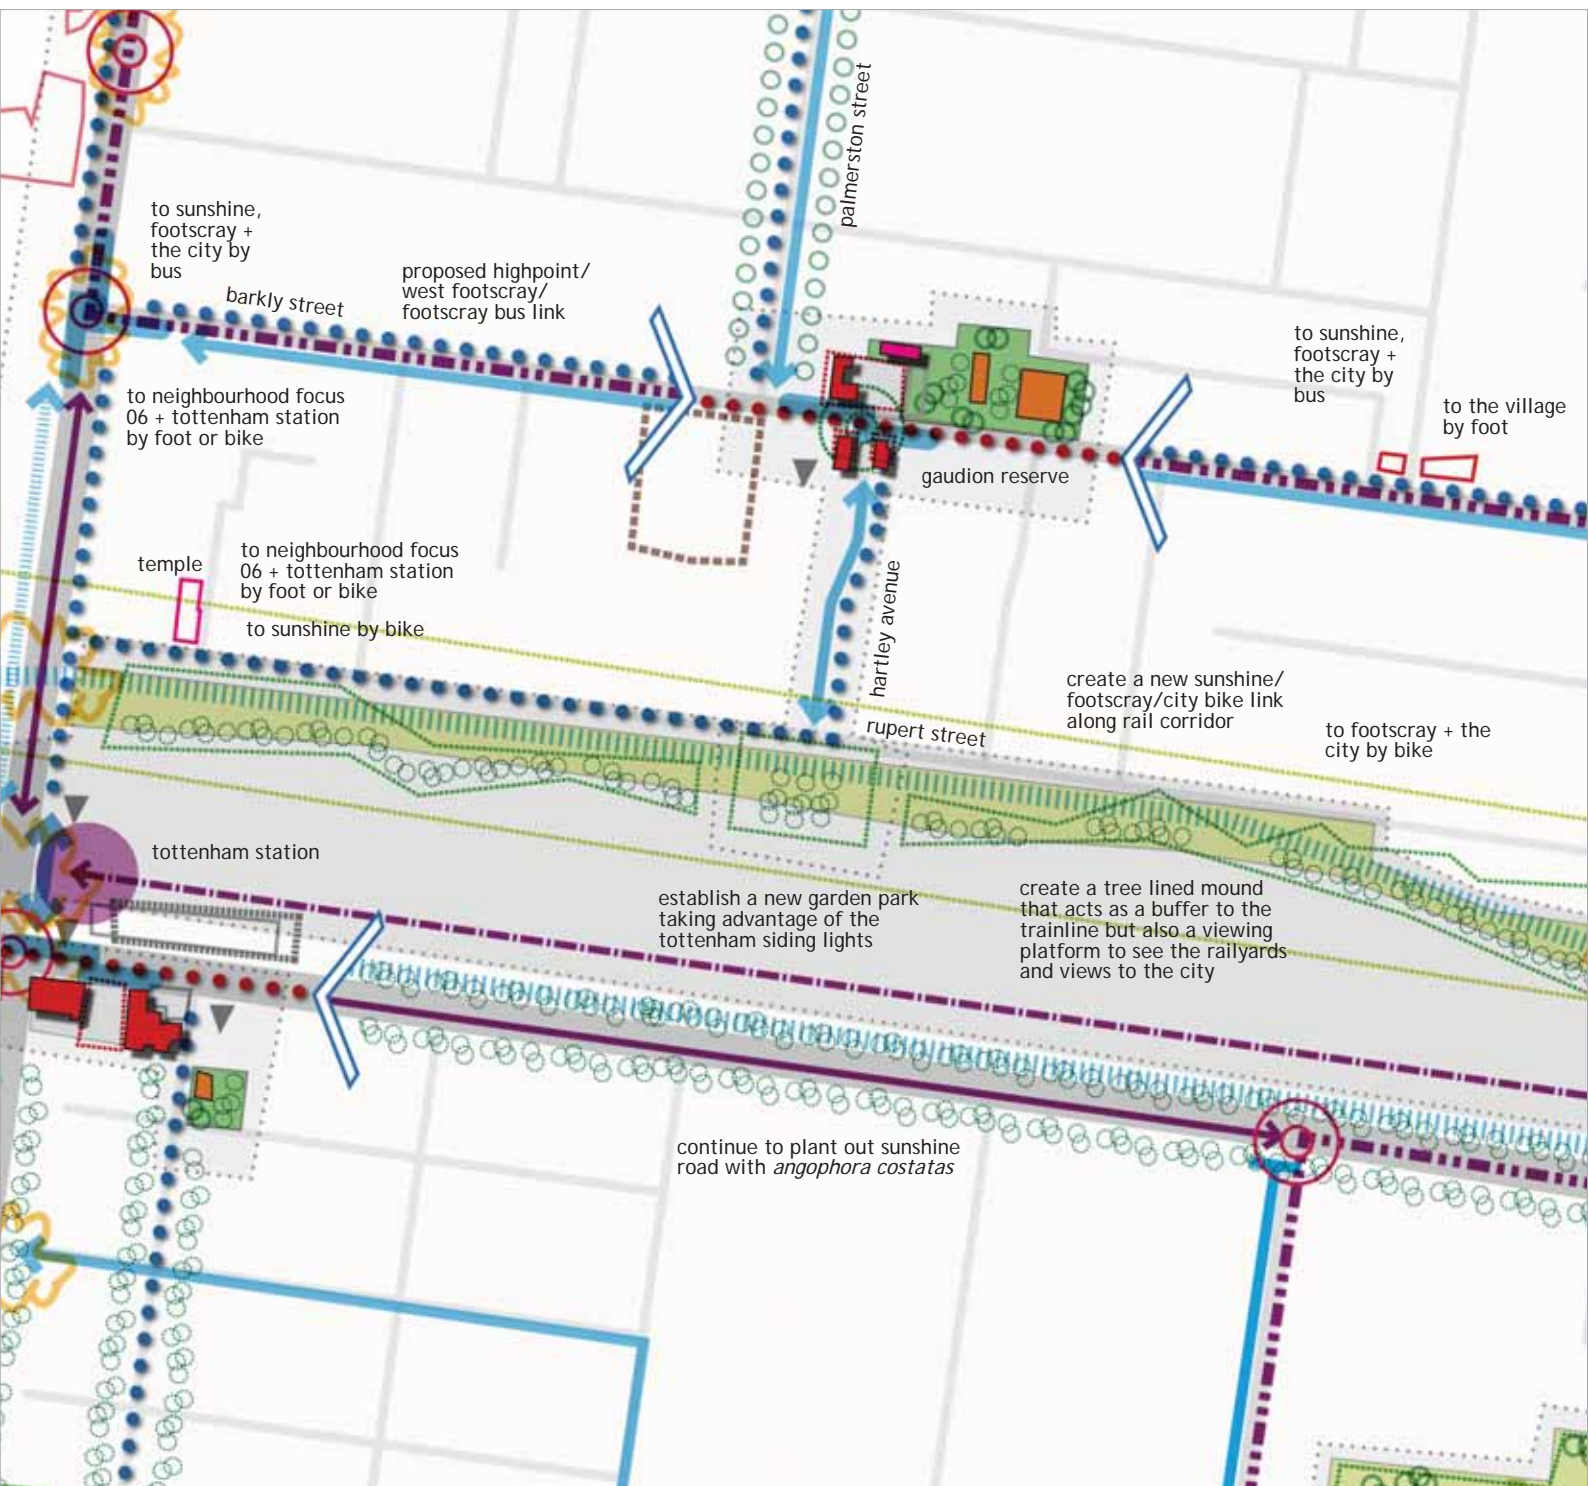 palmerston street
to sunshine,
footscray +
the city by
bus
barkly street
proposed highpoint/
west footscray/
footscray bus link
to sunshine,
footscray +
the city by
bus
to the village
by foot
to neighbourhood focus
06 + tottenham station
by foot or bike
gaudion reserve
temple
to neighbourhood focus
06 + tottenham station
by foot or bike
to sunshine by bike
hartley avenue
rupert street
create a new sunshine/
footscray/city bike link
along rail corridor
to footscray + the
city by bike
tottenham station
establish a new garden park
taking advantage of the
tottenham siding lights
create a tree lined mound
that acts as a buffer to the
trainline but also a viewing
platform to see the railyards
and views to the city
continue to plant out sunshine
road with angophora costatas